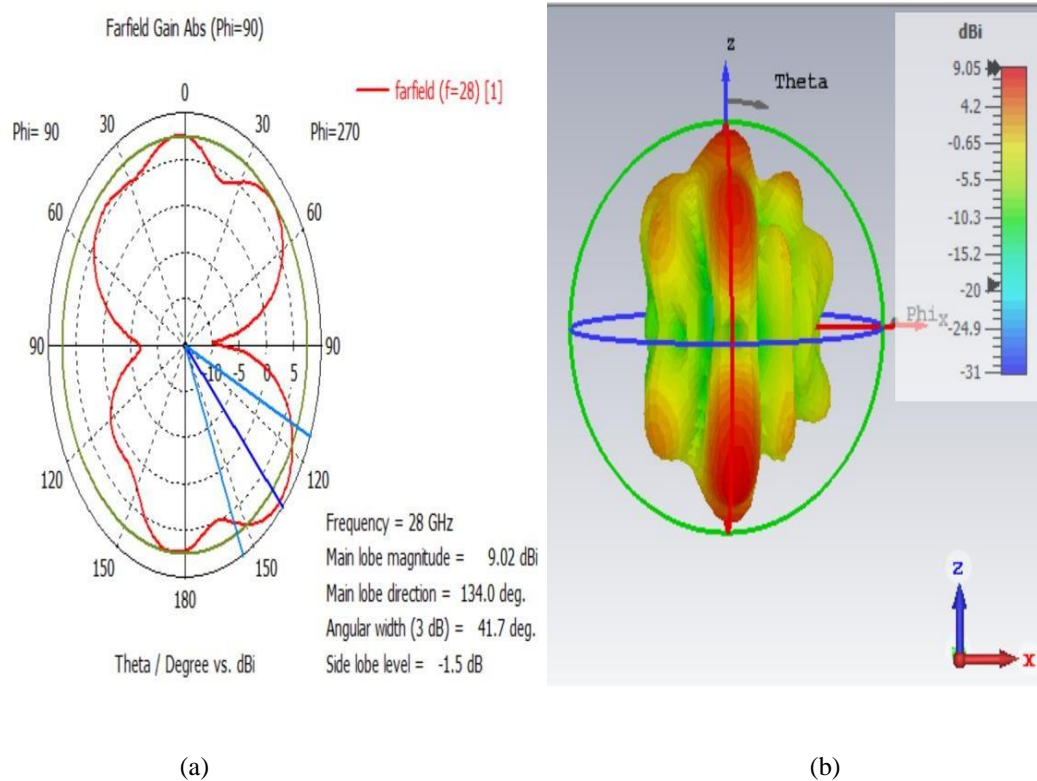 Farfield Gain Abs (Phi=90)
farfield (f=28) [1]
0
Phi= 90
30
30
Phi=270
60
60
90
-10
-5
0
5
90
120
120
150
150
180
Frequency = 28 GHz
Main lobe magnitude = 9.02 dBi
Main lobe direction = 134.0 deg.
Angular width (3 dB) = 41.7 deg.
Side lobe level = -1.5 dB
Theta / Degree vs. dBi
z
Theta
Phi
x
dBi
9.05
4.2
-0.65
-5.5
-10.3
-15.2
-20
-24.9
-31
z
x
(a)
(b)